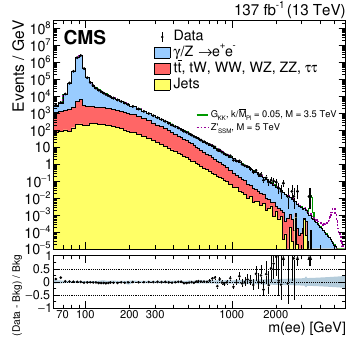 137 fb⁻¹ (13 TeV)
CMS
Data
γ/Z →e⁺e⁻
tt̄, tW, WW, WZ, ZZ, ττ
Jets
G_KK, k/M̄_Pl = 0.05, M = 3.5 TeV
Z'_SSM, M = 5 TeV
Events / GeV
10⁸
10⁷
10⁶
10⁵
10⁴
10³
10²
10
1
10⁻¹
10⁻²
10⁻³
10⁻⁴
10⁻⁵
(Data - Bkg) / Bkg
1
0.5
0
−0.5
−1
70 100 200 300 1000 2000
m(ee) [GeV]